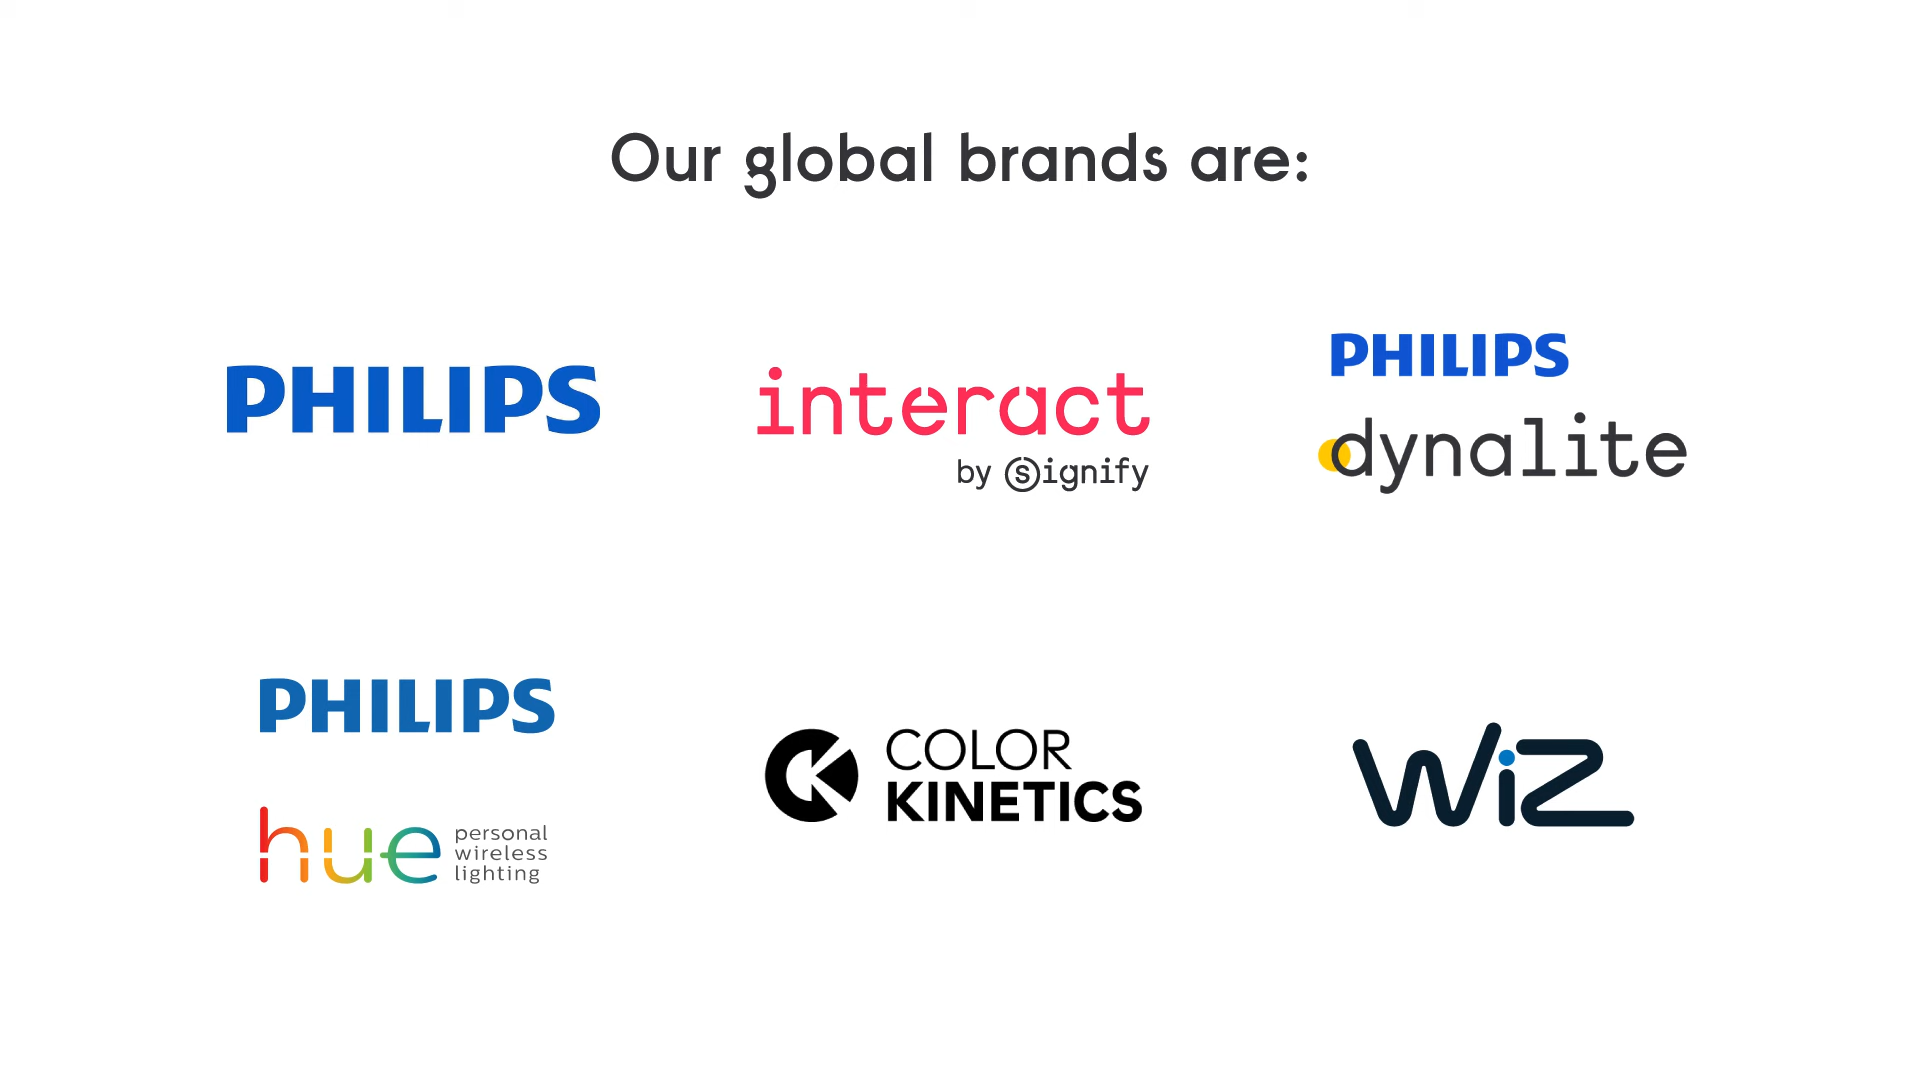 Our global brands are:
PHILIPS
interact
by signify
PHILIPS
dynalite
PHILIPS
hue
personal
wireless
lighting
COLOR
KINETICS
WiZ